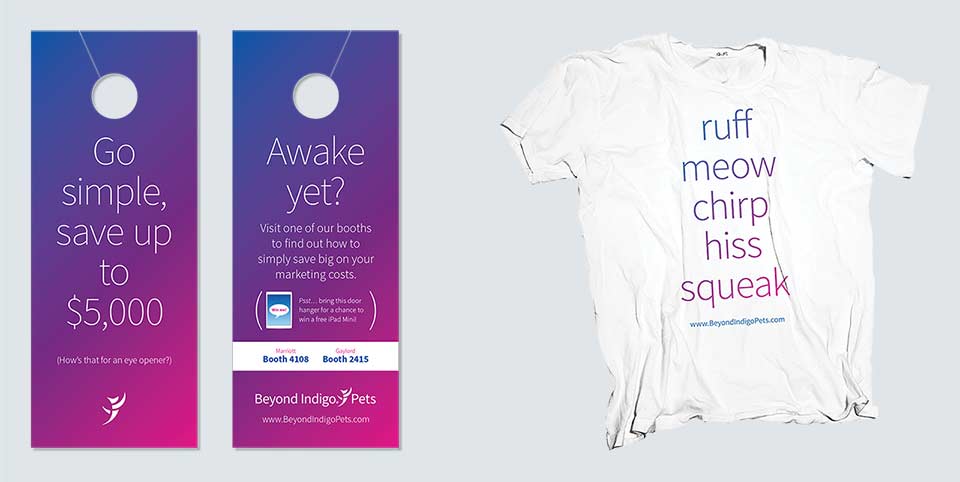 Go
simple,
save up
to
$5,000
(How's that for an eye opener?)
Awake
yet?
Visit one of our booths
to find out how to
simply save big on your
marketing costs.
Win me!
Psst... bring this door
hanger for a chance to
win a free iPad Mini!
Marriott
Booth 4108
Gaylord
Booth 2415
Beyond Indigo Pets
www.BeyondIndigoPets.com
ruff
meow
chirp
hiss
squeak
www.BeyondIndigoPets.com